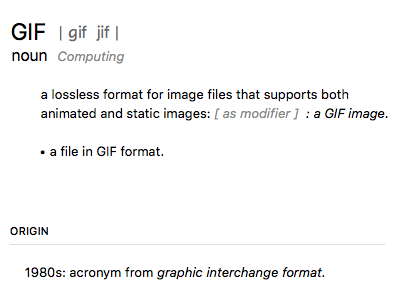 GIF | gif jif |
noun Computing
a lossless format for image files that supports both
animated and static images: [ as modifier ] : a GIF image.
• a file in GIF format.
ORIGIN
1980s: acronym from graphic interchange format.